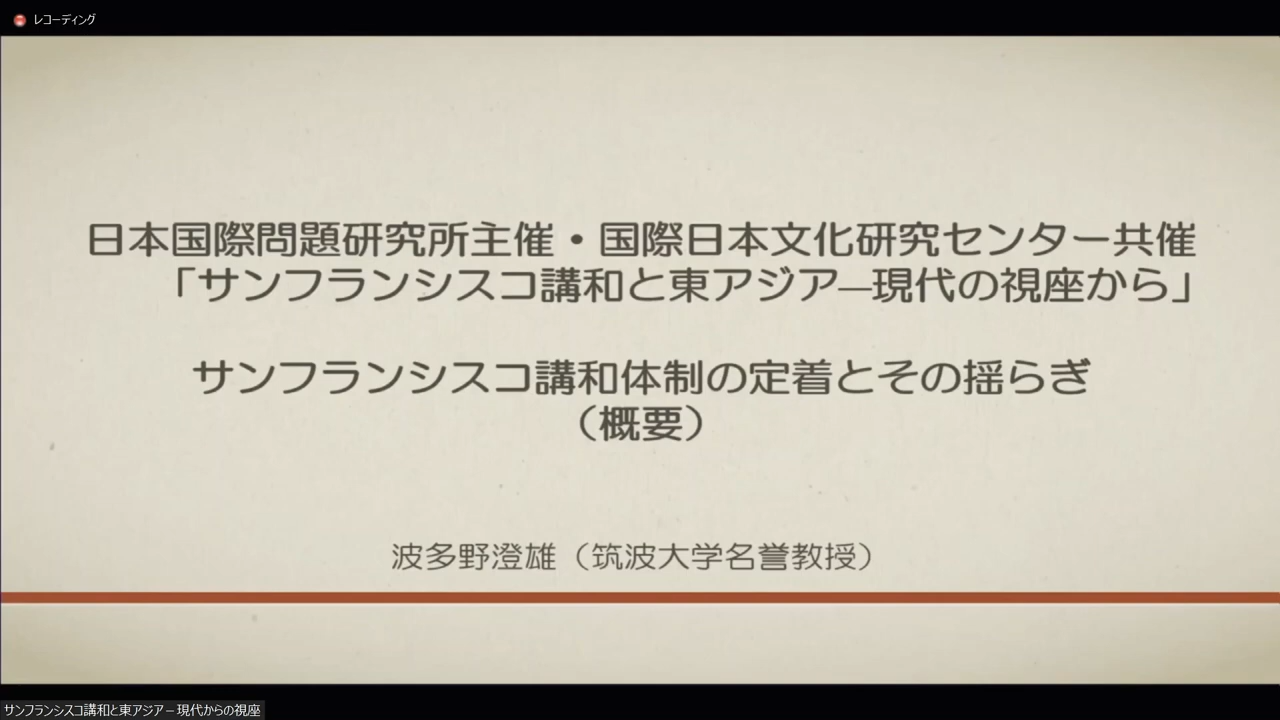 レコーディング
日本国際問題研究所主催・国際日本文化研究センター共催
「サンフランシスコ講和と東アジア—現代の視座から」
サンフランシスコ講和体制の定着とその揺らぎ
（概要）
波多野澄雄（筑波大学名誉教授）
サンフランシスコ講和と東アジア－現代からの視座